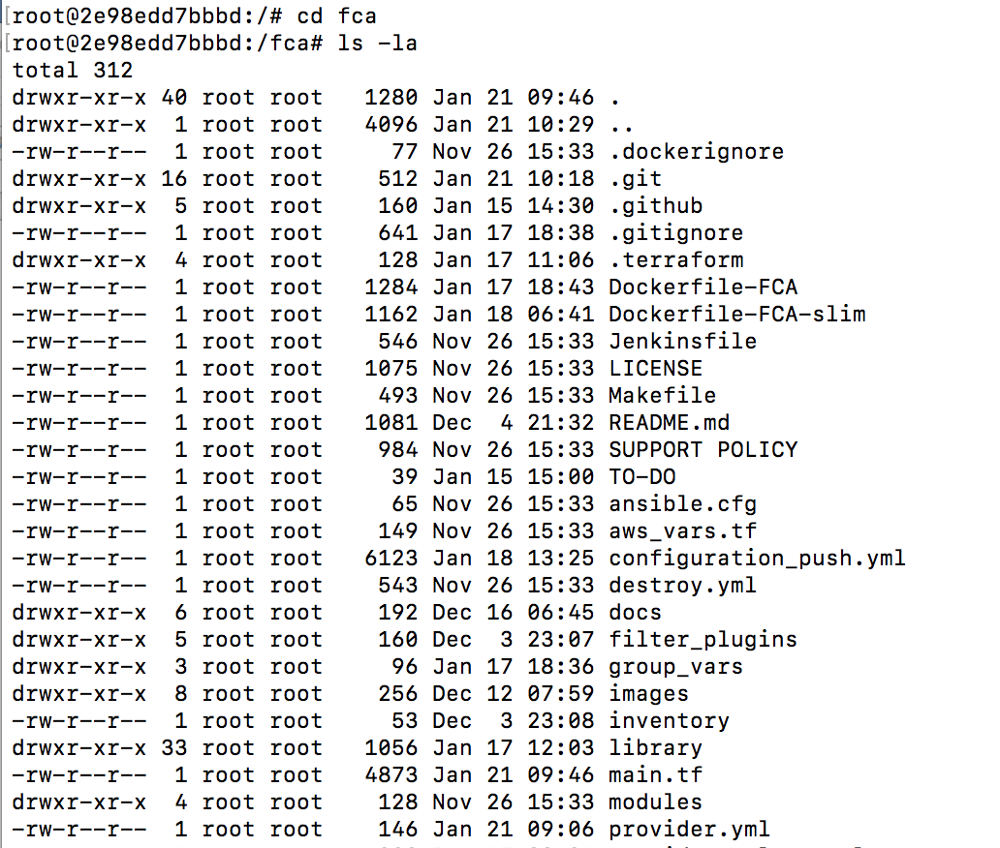 [root@2e98edd7bbbd:/# cd fca
[root@2e98edd7bbbd:/fca# ls -la
total 312
drwxr-xr-x 40 root root   1280 Jan 21 09:46 .
drwxr-xr-x  1 root root   4096 Jan 21 10:29 ..
-rw-r--r--  1 root root     77 Nov 26 15:33 .dockerignore
drwxr-xr-x 16 root root    512 Jan 21 10:18 .git
drwxr-xr-x  5 root root    160 Jan 15 14:30 .github
-rw-r--r--  1 root root    641 Jan 17 18:38 .gitignore
drwxr-xr-x  4 root root    128 Jan 17 11:06 .terraform
-rw-r--r--  1 root root   1284 Jan 17 18:43 Dockerfile-FCA
-rw-r--r--  1 root root   1162 Jan 18 06:41 Dockerfile-FCA-slim
-rw-r--r--  1 root root    546 Nov 26 15:33 Jenkinsfile
-rw-r--r--  1 root root   1075 Nov 26 15:33 LICENSE
-rw-r--r--  1 root root    493 Nov 26 15:33 Makefile
-rw-r--r--  1 root root   1081 Dec  4 21:32 README.md
-rw-r--r--  1 root root    984 Nov 26 15:33 SUPPORT POLICY
-rw-r--r--  1 root root     39 Jan 15 15:00 TO-DO
-rw-r--r--  1 root root     65 Nov 26 15:33 ansible.cfg
-rw-r--r--  1 root root    149 Nov 26 15:33 aws_vars.tf
-rw-r--r--  1 root root   6123 Jan 18 13:25 configuration_push.yml
-rw-r--r--  1 root root    543 Nov 26 15:33 destroy.yml
drwxr-xr-x  6 root root    192 Dec 16 06:45 docs
drwxr-xr-x  5 root root    160 Dec  3 23:07 filter_plugins
drwxr-xr-x  3 root root     96 Jan 17 18:36 group_vars
drwxr-xr-x  8 root root    256 Dec 12 07:59 images
-rw-r--r--  1 root root     53 Dec  3 23:08 inventory
drwxr-xr-x 33 root root   1056 Jan 17 12:03 library
-rw-r--r--  1 root root   4873 Jan 21 09:46 main.tf
drwxr-xr-x  4 root root    128 Nov 26 15:33 modules
-rw-r--r--  1 root root    146 Jan 21 09:06 provider.yml